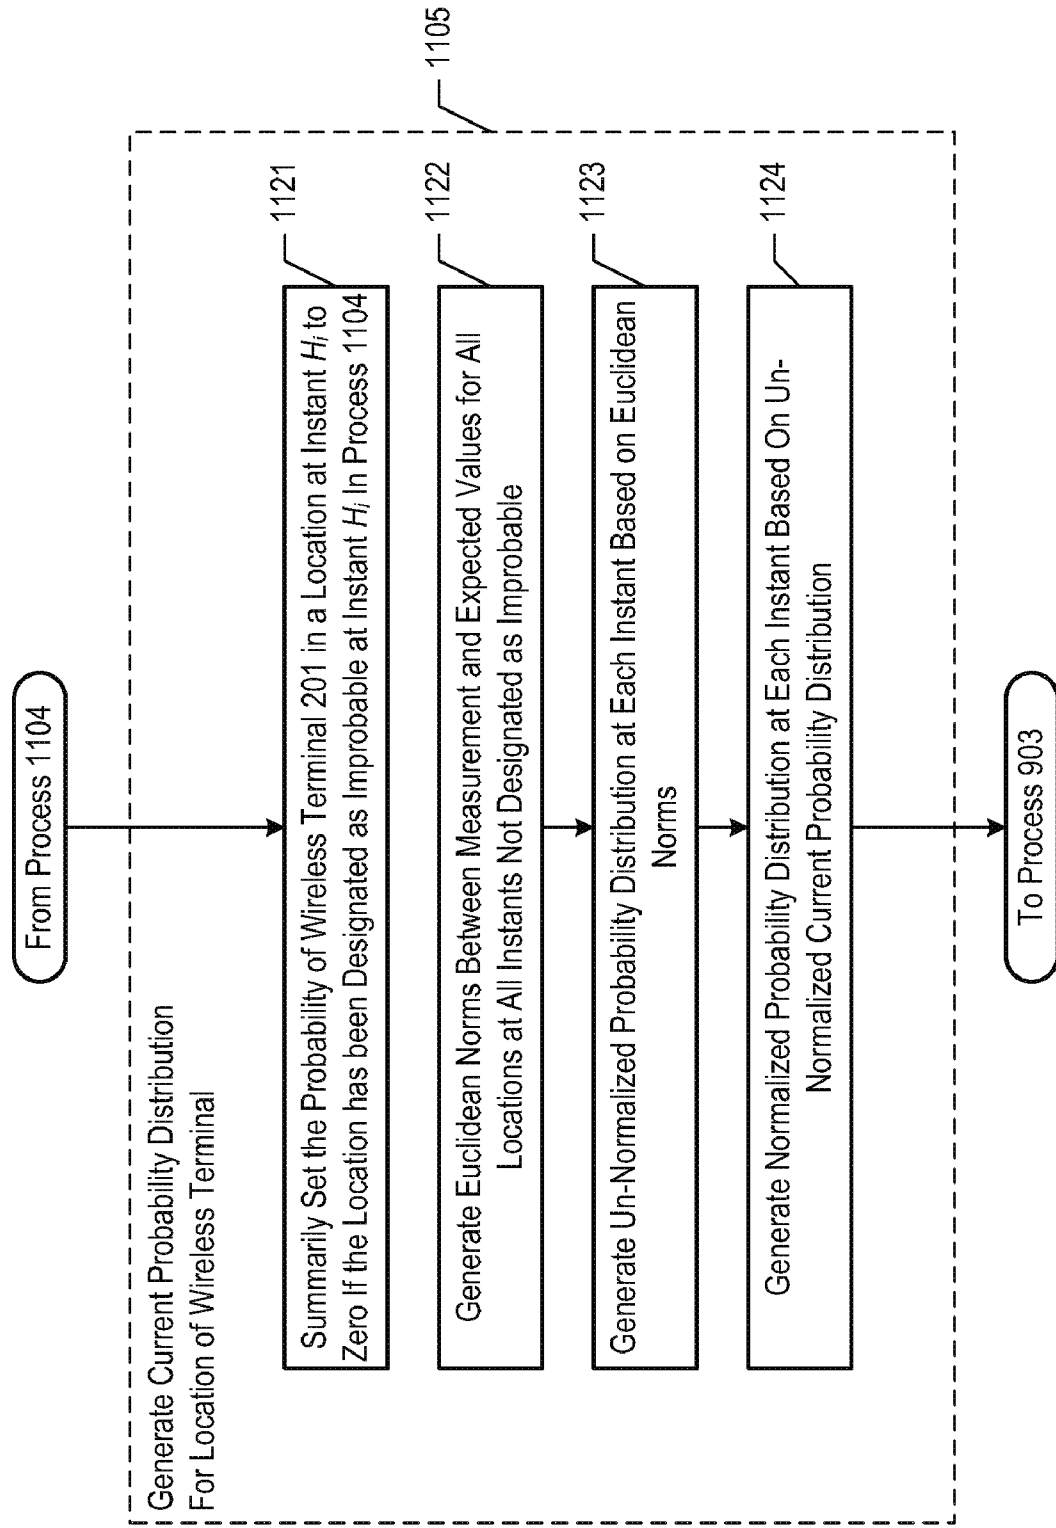 From Process 1104
Generate Current Probability Distribution
For Location of Wireless Terminal
1105
Summarily Set the Probability of Wireless Terminal 201 in a Location at Instant Hi to
Zero If the Location has been Designated as Improbable at Instant Hi In Process 1104
1121
Generate Euclidean Norms Between Measurement and Expected Values for All
Locations at All Instants Not Designated as Improbable
1122
Generate Un-Normalized Probability Distribution at Each Instant Based on Euclidean
Norms
1123
Generate Normalized Probability Distribution at Each Instant Based On Un-
Normalized Current Probability Distribution
1124
To Process 903